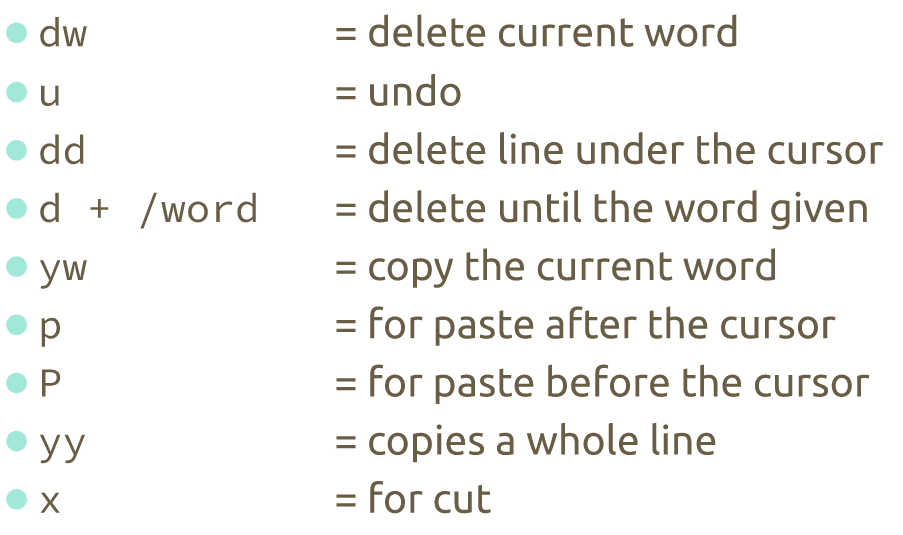 ● dw = delete current word
● u = undo
● dd = delete line under the cursor
● d + /word = delete until the word given
● yw = copy the current word
● p = for paste after the cursor
● P = for paste before the cursor
● yy = copies a whole line
● x = for cut